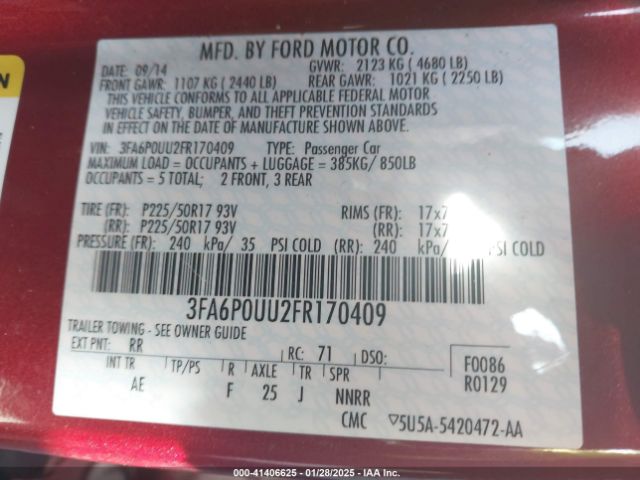 ON
MFD. BY FORD MOTOR CO.
DATE: 09/14 GVWR: 2123 KG ( 4680 LB)
FRONT GAWR: 1107 KG ( 2440 LB) REAR GAWR: 1021 KG ( 2250 LB)
THIS VEHICLE CONFORMS TO ALL APPLICABLE FEDERAL MOTOR
VEHICLE SAFETY, BUMPER, AND THEFT PREVENTION STANDARDS
IN EFFECT ON THE DATE OF MANUFACTURE SHOWN ABOVE.
VIN: 3FA6P0UU2FR170409 TYPE: Passenger Car
MAXIMUM LOAD = OCCUPANTS + LUGGAGE = 385KG/ 850LB
OCCUPANTS = 5 TOTAL; 2 FRONT, 3 REAR
TIRE (FR): P225/50R17 93V RIMS (FR): 17x7
(RR): P225/50R17 93V (RR): 17x7
PRESSURE (FR): 240 kPa/ 35 PSI COLD (RR): 240 kPa/ PSI COLD
3FA6P0UU2FR170409
TRAILER TOWING - SEE OWNER GUIDE
EXT PNT: RR RC: 71 DSO: F0086
INT TR TP/PS R AXLE TR SPR R0129
AE F 25 J NNRR
CMC ▽5U5A-5420472-AA
000-41406625 - 01/28/2025 - IAA Inc.